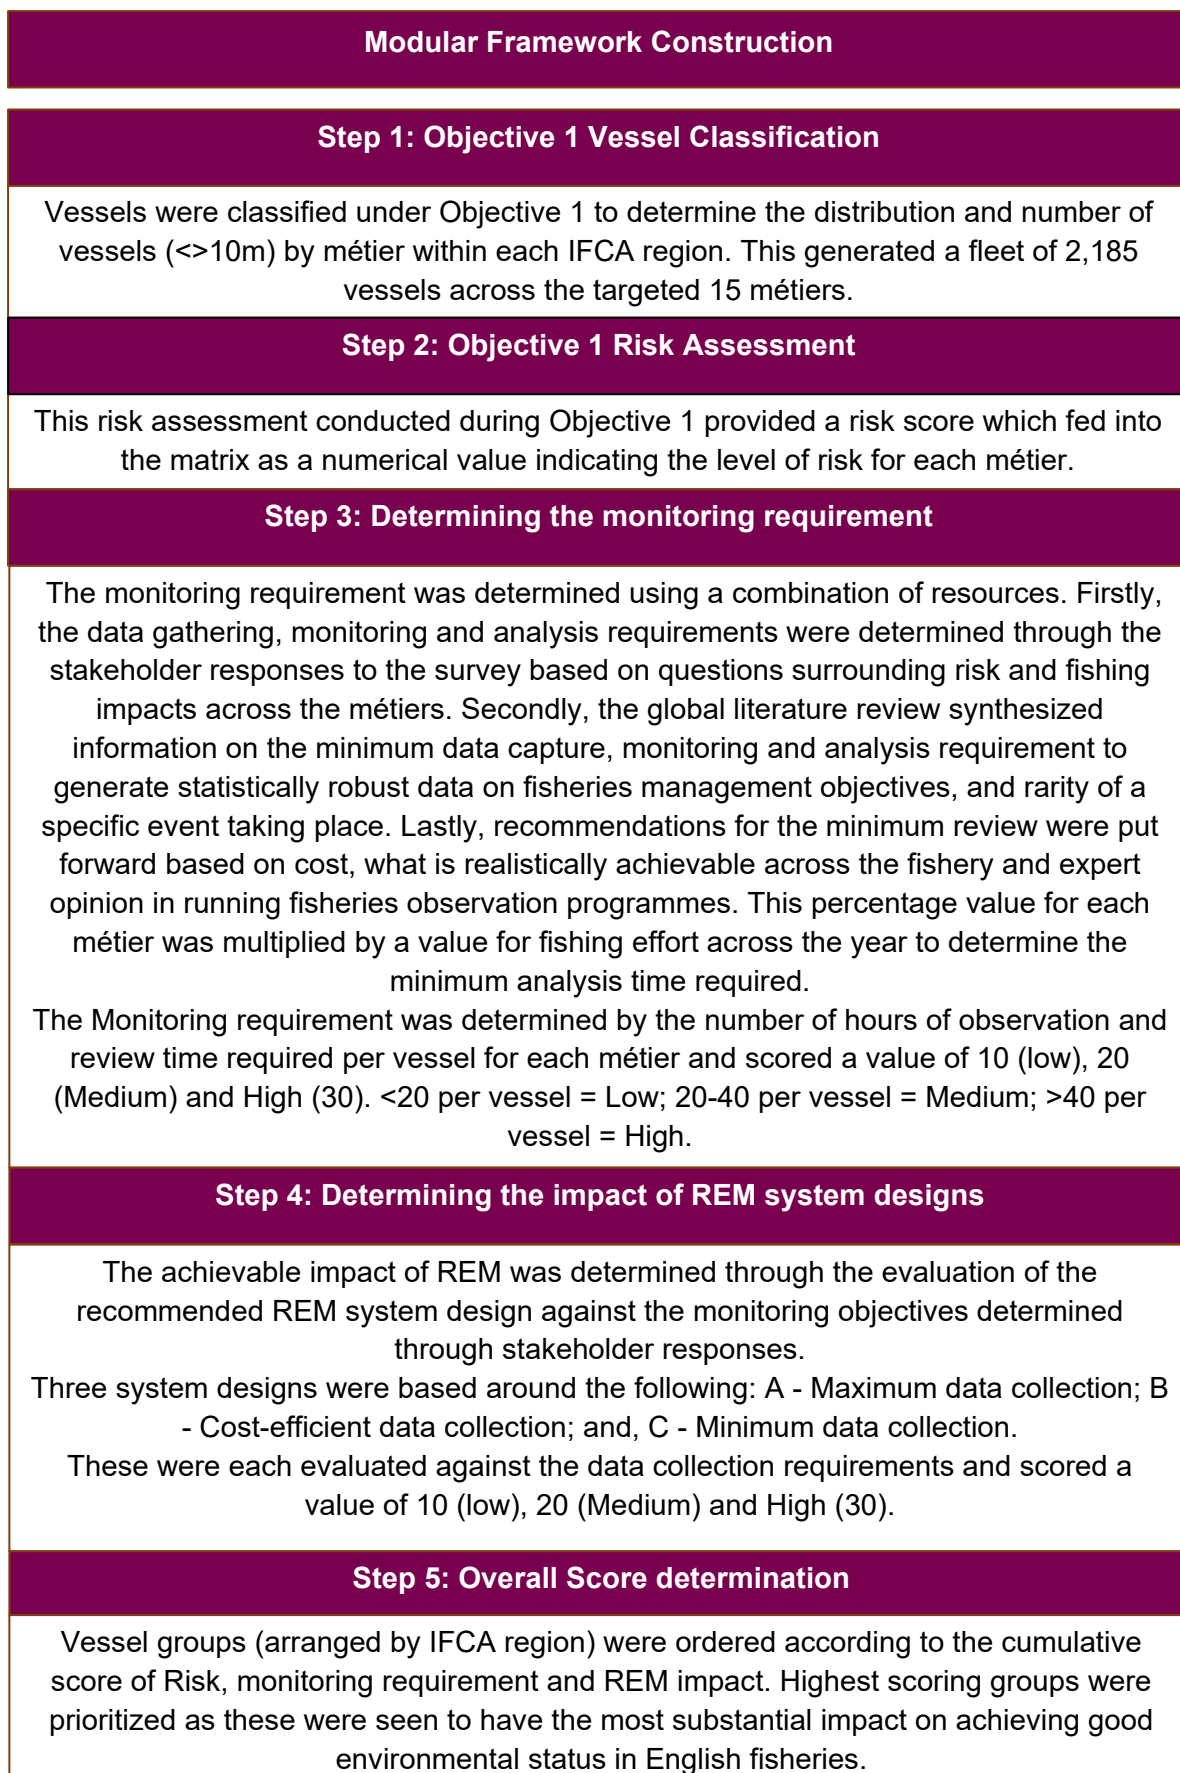 Modular Framework Construction
Step 1: Objective 1 Vessel Classification
Vessels were classified under Objective 1 to determine the distribution and number of
vessels (<>10m) by métier within each IFCA region. This generated a fleet of 2,185
vessels across the targeted 15 métiers.
Step 2: Objective 1 Risk Assessment
This risk assessment conducted during Objective 1 provided a risk score which fed into
the matrix as a numerical value indicating the level of risk for each métier.
Step 3: Determining the monitoring requirement
The monitoring requirement was determined using a combination of resources. Firstly,
the data gathering, monitoring and analysis requirements were determined through the
stakeholder responses to the survey based on questions surrounding risk and fishing
impacts across the métiers. Secondly, the global literature review synthesized
information on the minimum data capture, monitoring and analysis requirement to
generate statistically robust data on fisheries management objectives, and rarity of a
specific event taking place. Lastly, recommendations for the minimum review were put
forward based on cost, what is realistically achievable across the fishery and expert
opinion in running fisheries observation programmes. This percentage value for each
métier was multiplied by a value for fishing effort across the year to determine the
minimum analysis time required.
The Monitoring requirement was determined by the number of hours of observation and
review time required per vessel for each métier and scored a value of 10 (low), 20
(Medium) and High (30). <20 per vessel = Low; 20-40 per vessel = Medium; >40 per
vessel = High.
Step 4: Determining the impact of REM system designs
The achievable impact of REM was determined through the evaluation of the
recommended REM system design against the monitoring objectives determined
through stakeholder responses.
Three system designs were based around the following: A - Maximum data collection; B
- Cost-efficient data collection; and, C - Minimum data collection.
These were each evaluated against the data collection requirements and scored a
value of 10 (low), 20 (Medium) and High (30).
Step 5: Overall Score determination
Vessel groups (arranged by IFCA region) were ordered according to the cumulative
score of Risk, monitoring requirement and REM impact. Highest scoring groups were
prioritized as these were seen to have the most substantial impact on achieving good
environmental status in English fisheries.